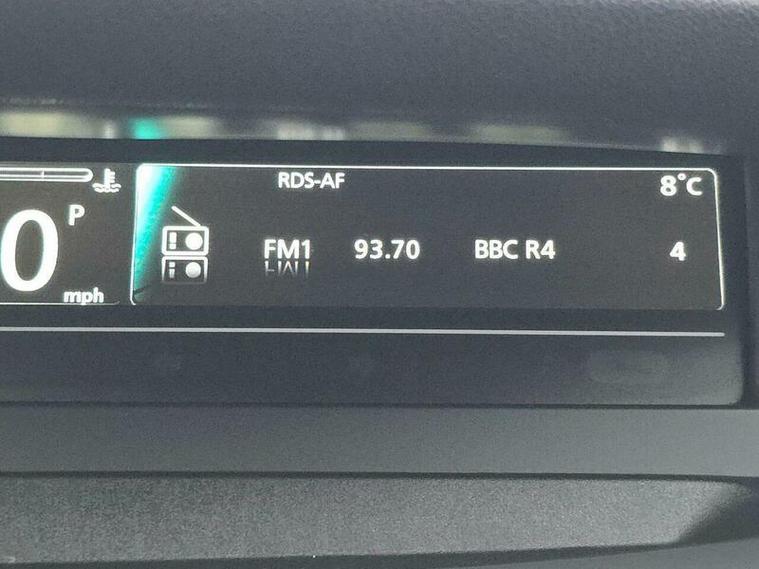 RDS-AF 8°C
0 P
FM1 93.70 BBC R4 4
mph